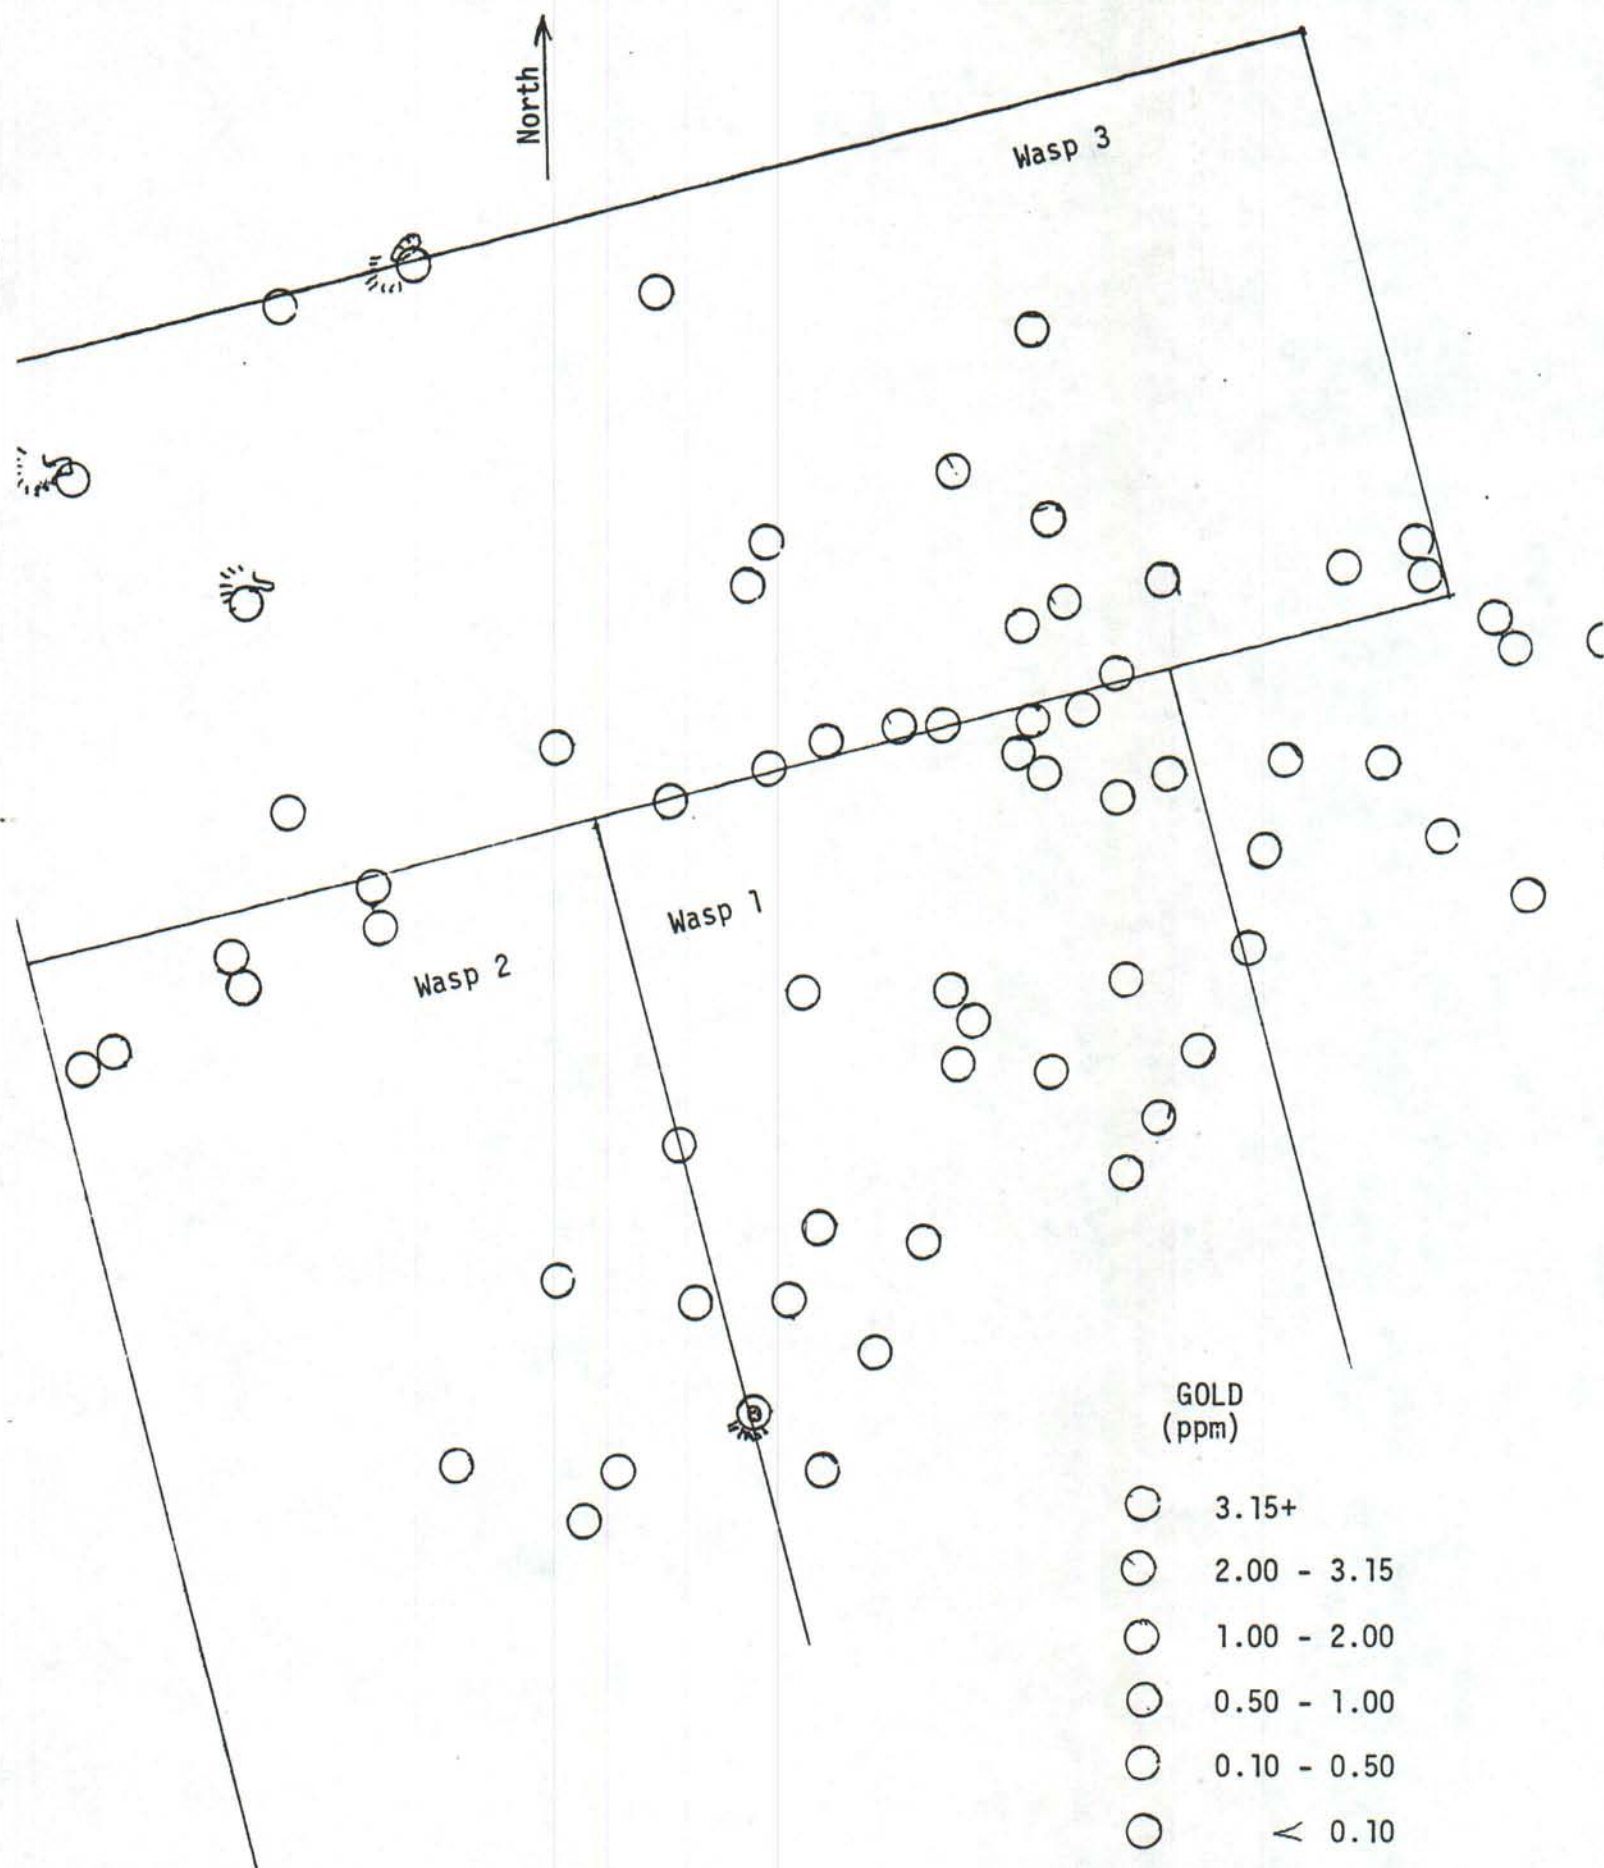 North
Wasp 3
Wasp 1
Wasp 2
GOLD
(ppm)
3.15+
2.00 - 3.15
1.00 - 2.00
0.50 - 1.00
0.10 - 0.50
< 0.10